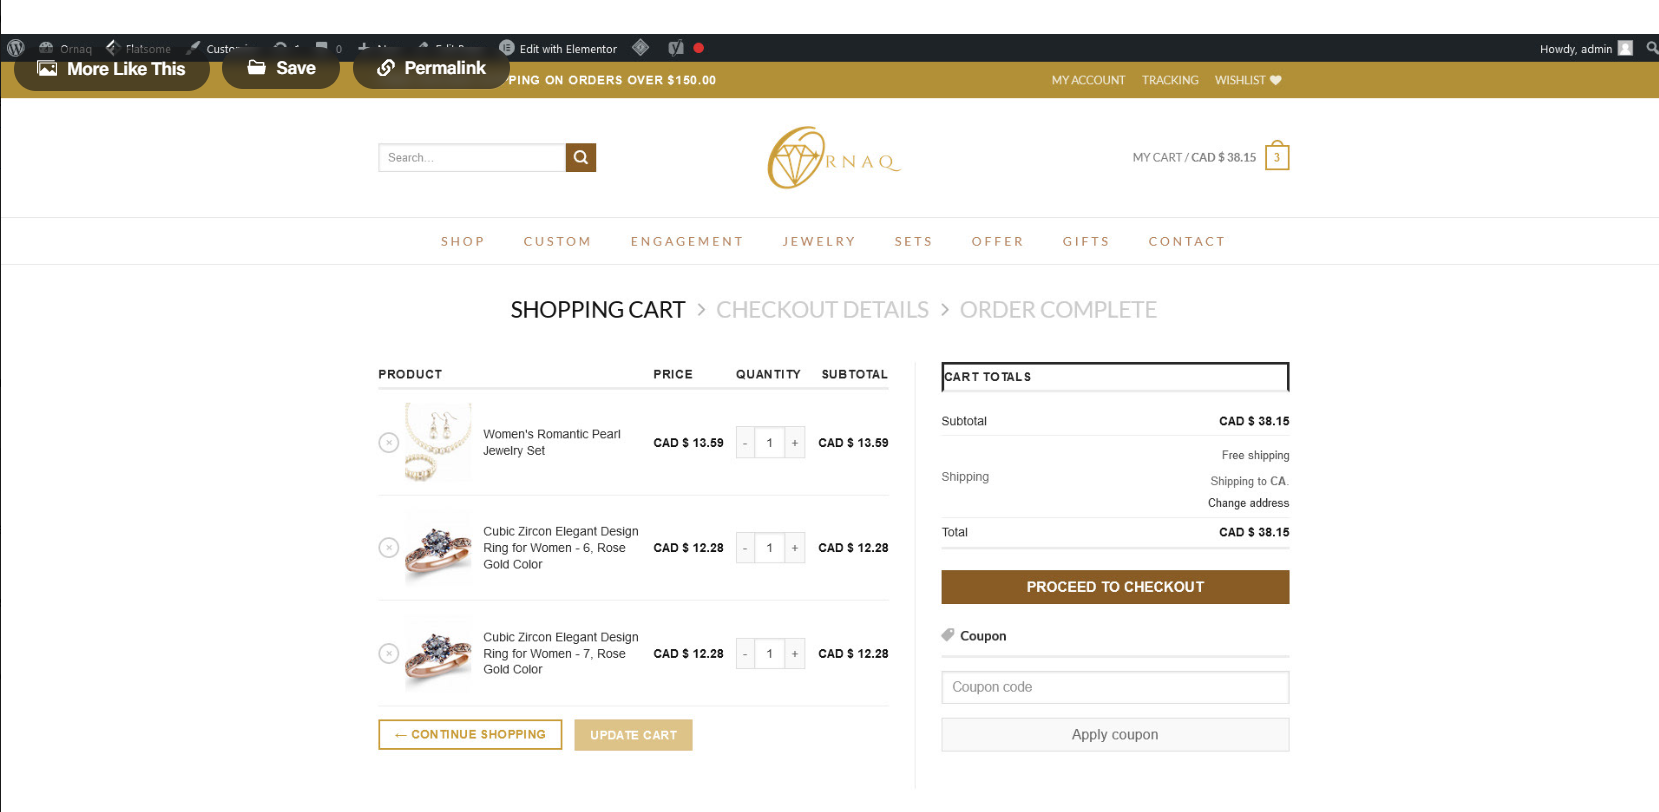 Ornaq Flatsome 0 Edit with Elementor Howdy, admin
More Like This Save Permalink
PING ON ORDERS OVER $150.00 MY ACCOUNT TRACKING WISHLIST
Search... RNAQ MY CART / CAD $ 38.15 3
SHOP CUSTOM ENGAGEMENT JEWELRY SETS OFFER GIFTS CONTACT
SHOPPING CART > CHECKOUT DETAILS > ORDER COMPLETE
PRODUCT PRICE QUANTITY SUBTOTAL
× Women's Romantic Pearl
Jewelry Set
CAD $ 13.59 - 1 + CAD $ 13.59
× Cubic Zircon Elegant Design
Ring for Women - 6, Rose
Gold Color
CAD $ 12.28 - 1 + CAD $ 12.28
× Cubic Zircon Elegant Design
Ring for Women - 7, Rose
Gold Color
CAD $ 12.28 - 1 + CAD $ 12.28
← CONTINUE SHOPPING UPDATE CART
CART TOTALS
Subtotal CAD $ 38.15
Shipping
Free shipping
Shipping to CA.
Change address
Total CAD $ 38.15
PROCEED TO CHECKOUT
Coupon
Coupon code
Apply coupon